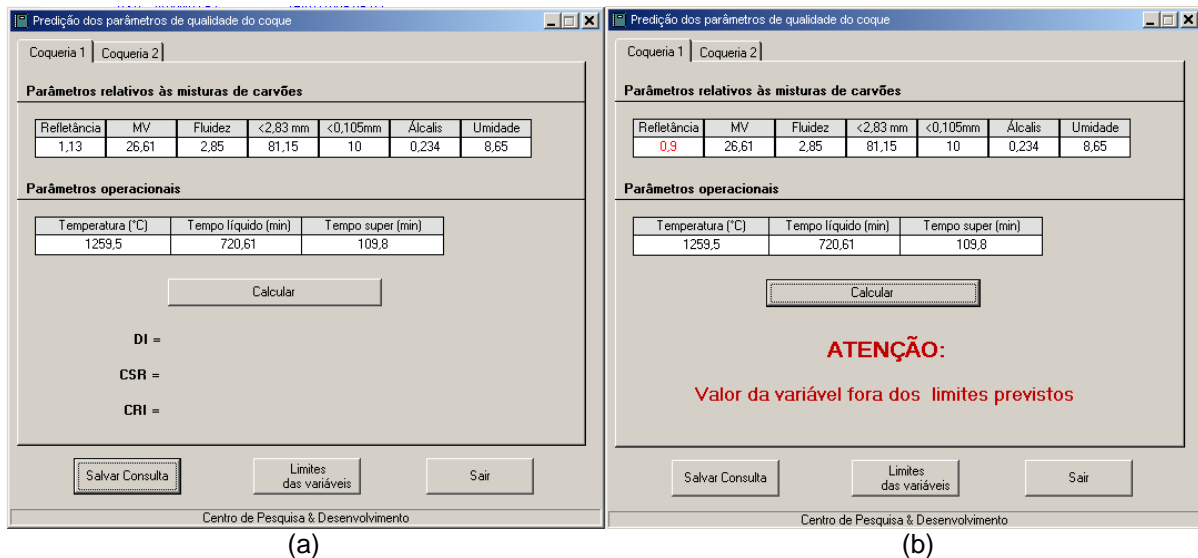 Predição dos parâmetros de qualidade do coque
Coqueria 1 Coqueria 2
Parâmetros relativos às misturas de carvões
Refletância MV Fluidez <2,83 mm <0,105mm Álcalis Umidade
1,13 26,61 2,85 81,15 10 0,234 8,65
Parâmetros operacionais
Temperatura (°C) Tempo líquido (min) Tempo super (min)
1259,5 720,61 109,8
Calcular
DI =
CSR =
CRI =
Salvar Consulta
Limites
das variáveis
Sair
Centro de Pesquisa & Desenvolvimento
(a)
Predição dos parâmetros de qualidade do coque
Coqueria 1 Coqueria 2
Parâmetros relativos às misturas de carvões
Refletância MV Fluidez <2,83 mm <0,105mm Álcalis Umidade
0,9 26,61 2,85 81,15 10 0,234 8,65
Parâmetros operacionais
Temperatura (°C) Tempo líquido (min) Tempo super (min)
1259,5 720,61 109,8
Calcular
ATENÇÃO:
Valor da variável fora dos limites previstos
Salvar Consulta
Limites
das variáveis
Sair
Centro de Pesquisa & Desenvolvimento
(b)